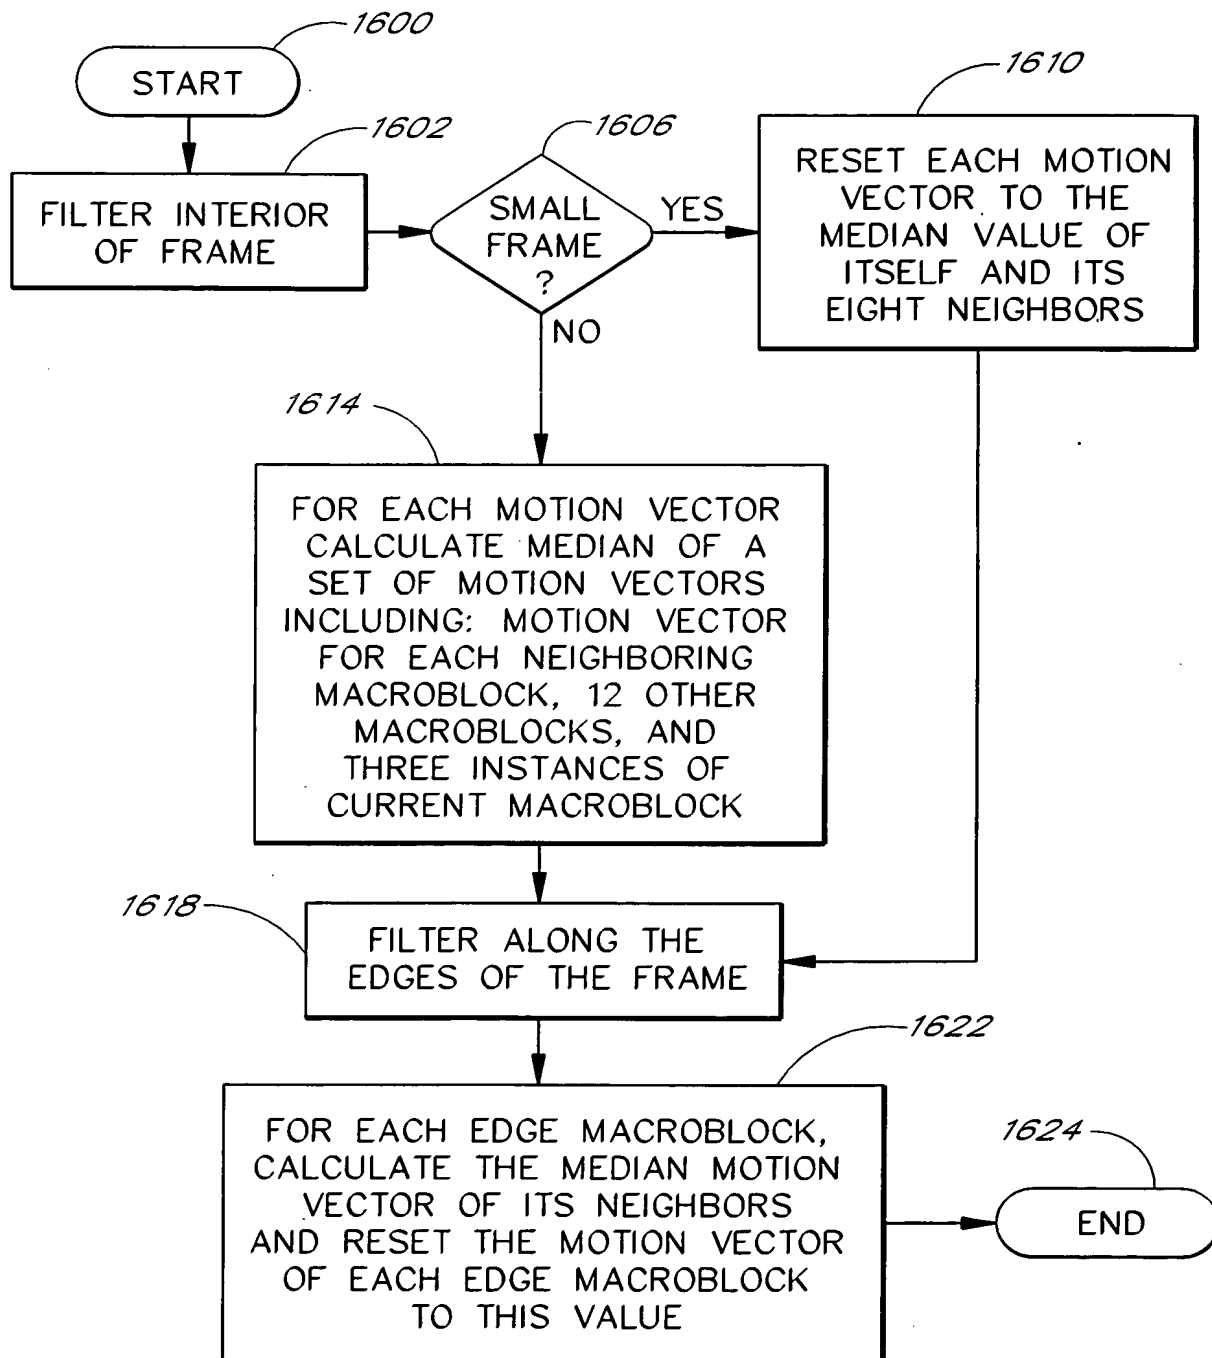 1600
START
1602
FILTER INTERIOR
OF FRAME
1606
SMALL
FRAME
?
YES
NO
1610
RESET EACH MOTION
VECTOR TO THE
MEDIAN VALUE OF
ITSELF AND ITS
EIGHT NEIGHBORS
1614
FOR EACH MOTION VECTOR
CALCULATE MEDIAN OF A
SET OF MOTION VECTORS
INCLUDING: MOTION VECTOR
FOR EACH NEIGHBORING
MACROBLOCK, 12 OTHER
MACROBLOCKS, AND
THREE INSTANCES OF
CURRENT MACROBLOCK
1618
FILTER ALONG THE
EDGES OF THE FRAME
1622
FOR EACH EDGE MACROBLOCK,
CALCULATE THE MEDIAN MOTION
VECTOR OF ITS NEIGHBORS
AND RESET THE MOTION VECTOR
OF EACH EDGE MACROBLOCK
TO THIS VALUE
1624
END